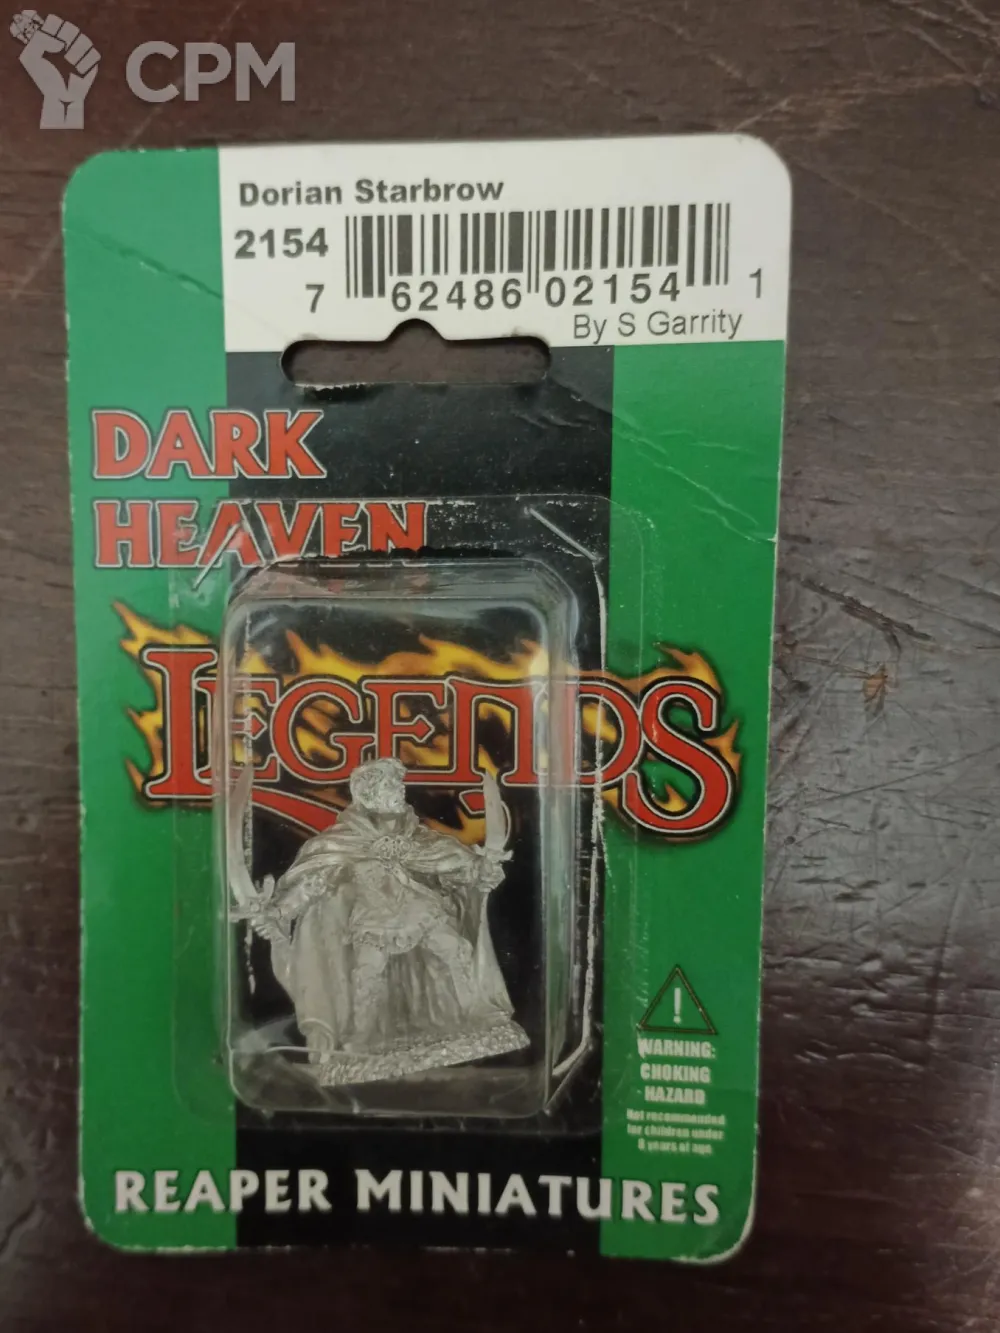 CPM
Dorian Starbrow
2154
7 62486 02154 1
By S Garrity
DARK
HEAVEN
LEGENDS
!
WARNING:
CHOKING
HAZARD
Not recommended
for children under
8 years of age
REAPER MINIATURES